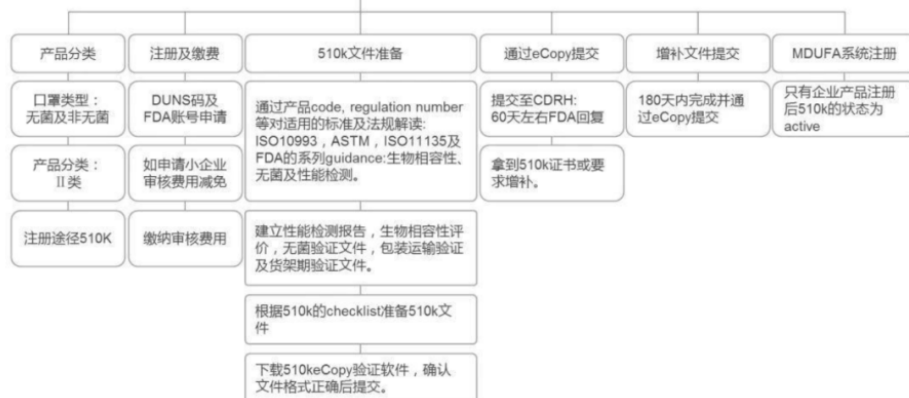 产品分类
口罩类型：
无菌及非无菌
产品分类：
II类
注册途径510K
注册及缴费
DUNS码及
FDA账号申请
如申请小企业
审核费用减免
缴纳审核费用
510k文件准备
通过产品code, regulation number
等对适用的标准及法规解读:
ISO10993，ASTM，ISO11135及
FDA的系列guidance:生物相容性、
无菌及性能检测。
建立性能检测报告，生物相容性评
价，无菌验证文件，包装运输验证
及货架期验证文件。
根据510k的checklist准备510k文
件
下载510keCopy验证软件，确认
文件格式正确后提交。
通过eCopy提交
提交至CDRH:
60天左右FDA回复
拿到510k证书或要
求增补。
增补文件提交
180天内完成并通
过eCopy提交
MDUFA系统注册
只有企业产品注册
后510k的状态为
active